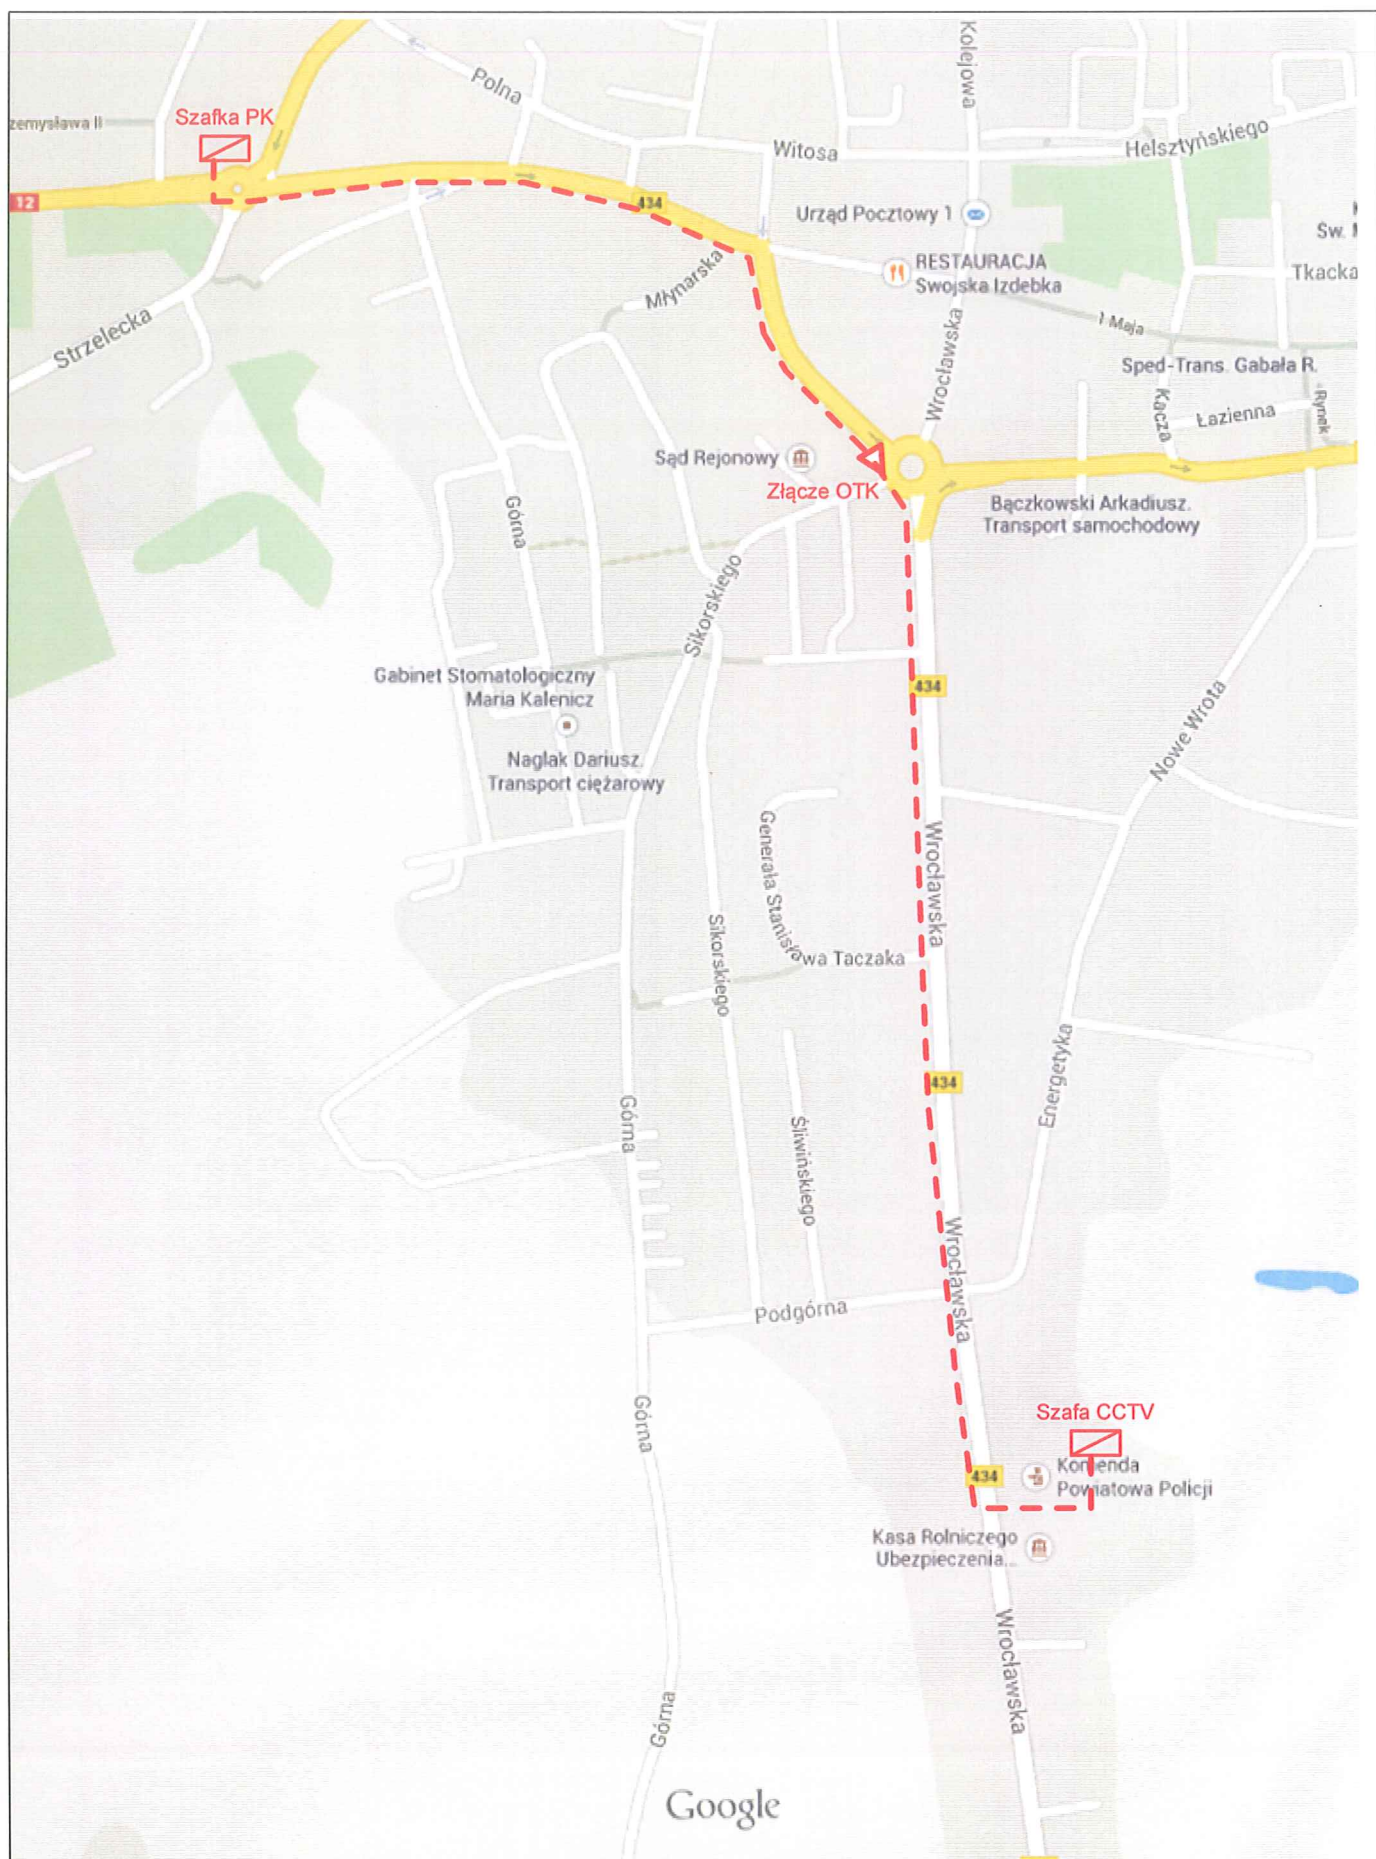 Kolejowa
Polna
Szafka PK
zemysława II
Witosa
Helsztyńskiego
12
434
Urząd Pocztowy 1
Św.
RESTAURACJA
Swojska Izdebka
Tkacka
Młynarska
Strzelecka
1 Maja
Wrocławska
Sped-Trans. Gabała R.
Kacza
Łazienna
Rynek
Sąd Rejonowy
Złącze OTK
Bączkowski Arkadiusz.
Transport samochodowy
Górna
Sikorskiego
Gabinet Stomatologiczny
Maria Kalenicz
434
Nowe Wrota
Naglak Dariusz.
Transport ciężarowy
Generała Stanisława Taczaka
Wrocławska
Sikorskiego
Energetyka
434
Górna
Śliwińskiego
Wrocławska
Podgórna
Górna
Szafa CCTV
434
Komenda
Powiatowa Policji
Kasa Rolniczego
Ubezpieczenia...
Wrocławska
Górna
Google